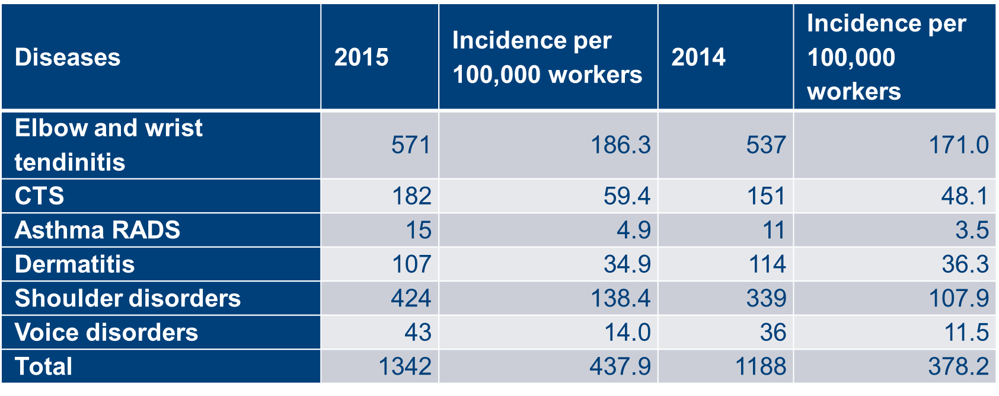 Diseases 2015 Incidence per 100,000 workers 2014 Incidence per 100,000 workers
Elbow and wrist tendinitis 571 186.3 537 171.0
CTS 182 59.4 151 48.1
Asthma RADS 15 4.9 11 3.5
Dermatitis 107 34.9 114 36.3
Shoulder disorders 424 138.4 339 107.9
Voice disorders 43 14.0 36 11.5
Total 1342 437.9 1188 378.2